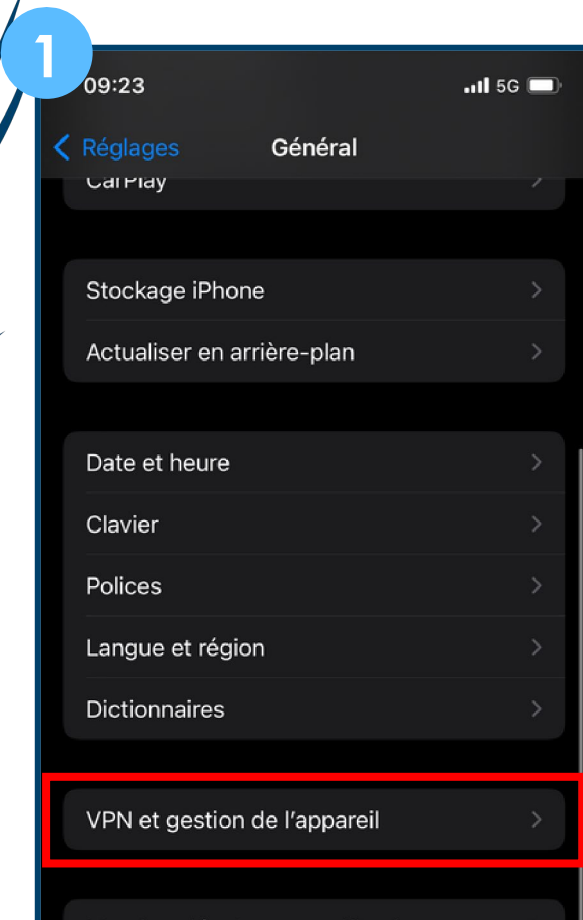 1
09:23
5G
Réglages
Général
CarPlay
Stockage iPhone
Actualiser en arrière-plan
Date et heure
Clavier
Polices
Langue et région
Dictionnaires
VPN et gestion de l’appareil